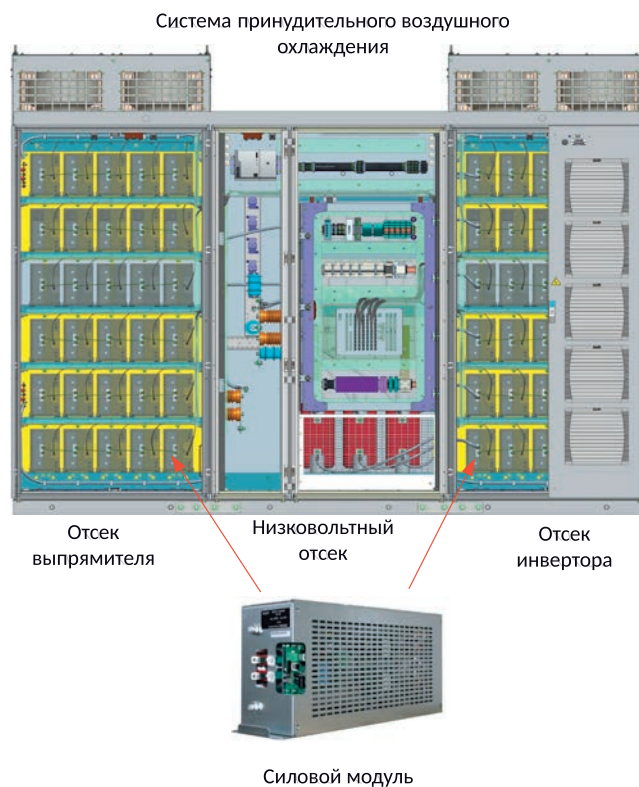 Система принудительного воздушного
охлаждения
Отсек
выпрямителя
Низковольтный
отсек
Отсек
инвертора
Силовой модуль